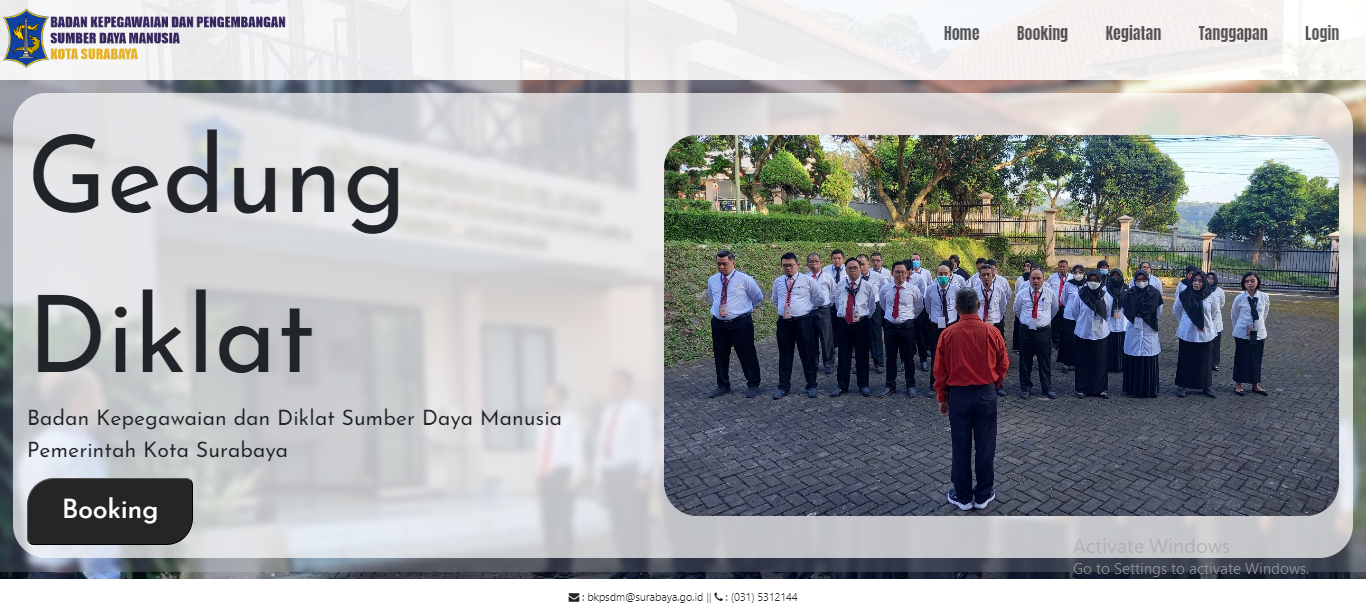 BADAN KEPEGAWAIAN DAN PENGEMBANGAN
SUMBER DAYA MANUSIA
KOTA SURABAYA
Home Booking Kegiatan Tanggapan Login
Gedung
Diklat
Badan Kepegawaian dan Diklat Sumber Daya Manusia
Pemerintah Kota Surabaya
Booking
Activate Windows
Go to Settings to activate Windows.
: bkpsdm@surabaya.go.id || : (031) 5312144